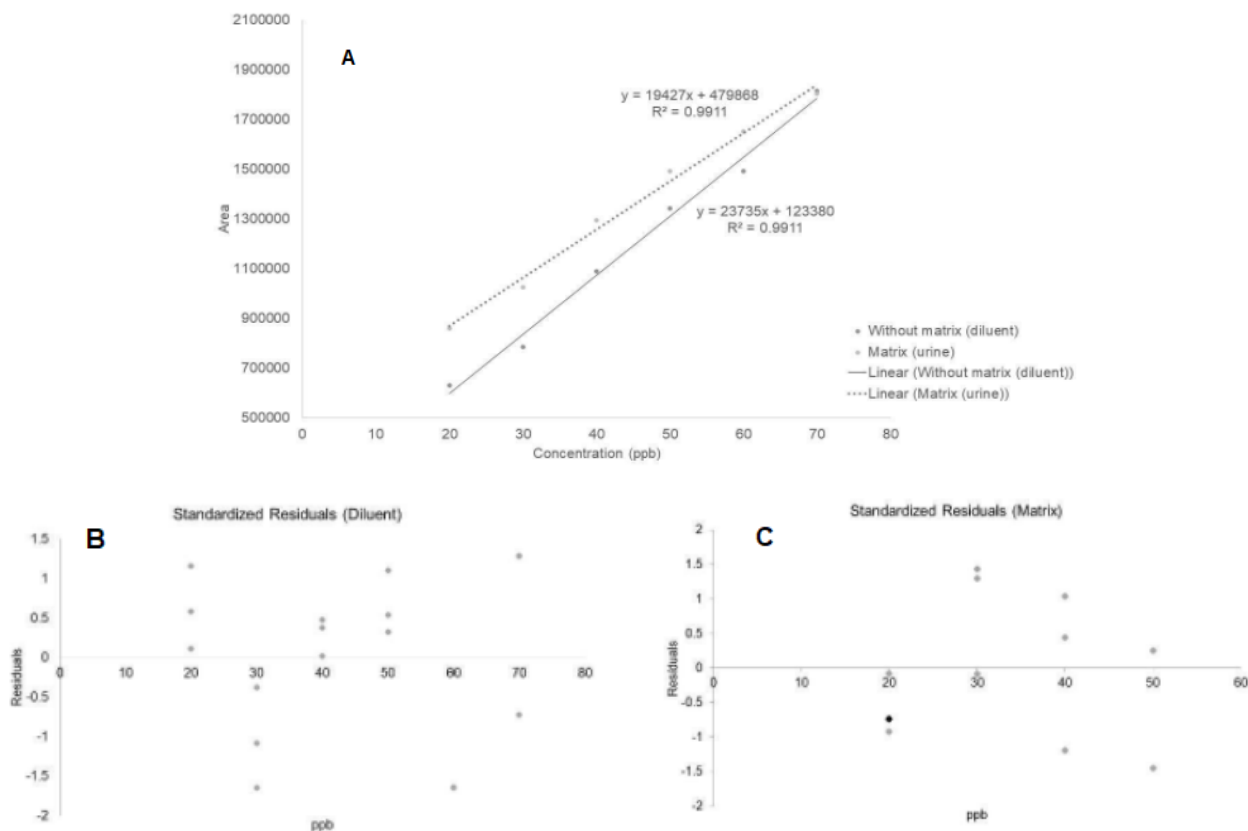 A
2100000
1900000
1700000
1500000
1300000
1100000
900000
700000
500000
Area
y = 19427x + 479868
R² = 0.9911
y = 23735x + 123380
R² = 0.9911
Without matrix (diluent)
Matrix (urine)
Linear (Without matrix (diluent))
Linear (Matrix (urine))
0 10 20 30 40 50 60 70 80
Concentration (ppb)
B
Standardized Residuals (Diluent)
1.5
1
0.5
0
-0.5
-1
-1.5
-2
Residuals
0 10 20 30 40 50 60 70 80
ppb
C
Standardized Residuals (Matrix)
2
1.5
1
0.5
0
-0.5
-1
-1.5
-2
Residuals
0 10 20 30 40 50 60
ppb